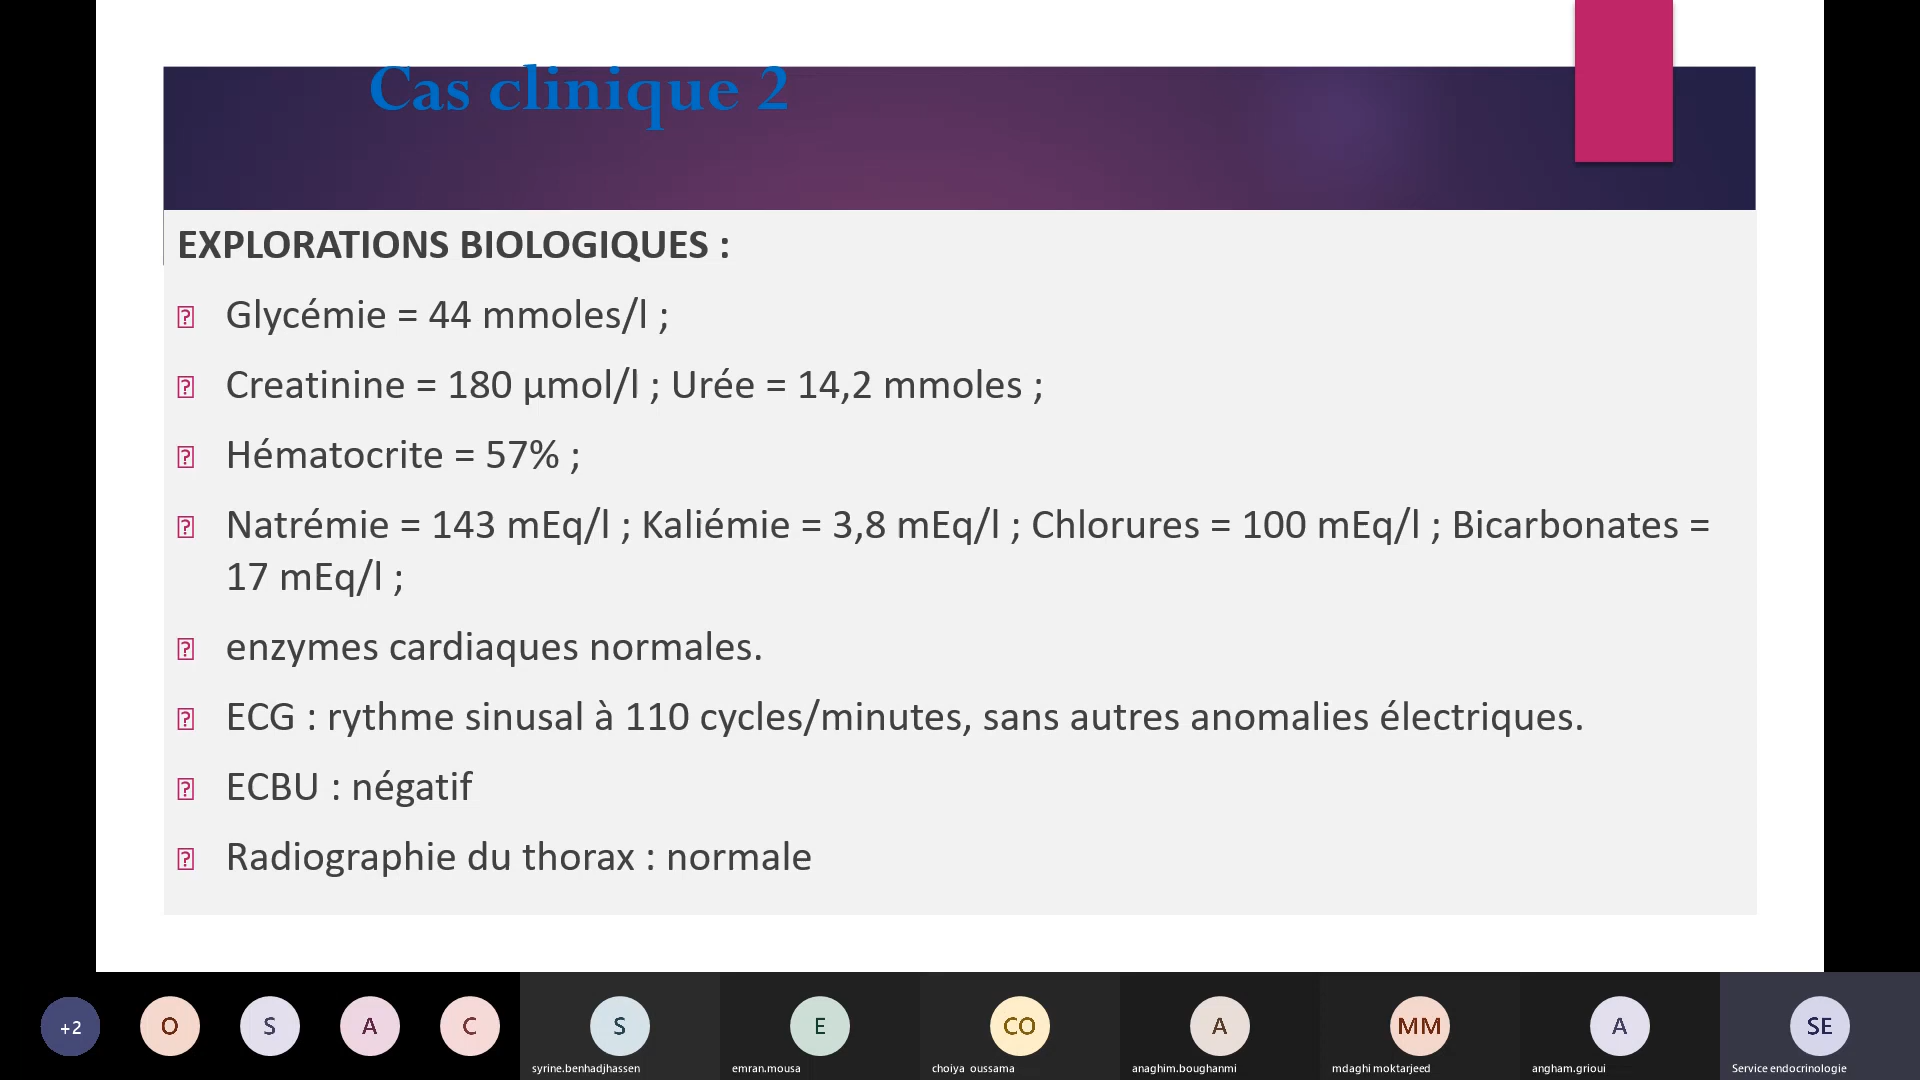 Cas clinique 2
EXPLORATIONS BIOLOGIQUES :
Glycémie = 44 mmoles/l ;
Creatinine = 180 µmol/l ; Urée = 14,2 mmoles ;
Hématocrite = 57% ;
Natrémie = 143 mEq/l ; Kaliémie = 3,8 mEq/l ; Chlorures = 100 mEq/l ; Bicarbonates =
17 mEq/l ;
enzymes cardiaques normales.
ECG : rythme sinusal à 110 cycles/minutes, sans autres anomalies électriques.
ECBU : négatif
Radiographie du thorax : normale
+2
O
S
A
C
S
E
CO
A
MM
A
SE
syrine.benhadjhassen
emran.mousa
choiya oussama
anaghim.boughanmi
mdaghi moktarjeed
angham.grioui
Service endocrinologie